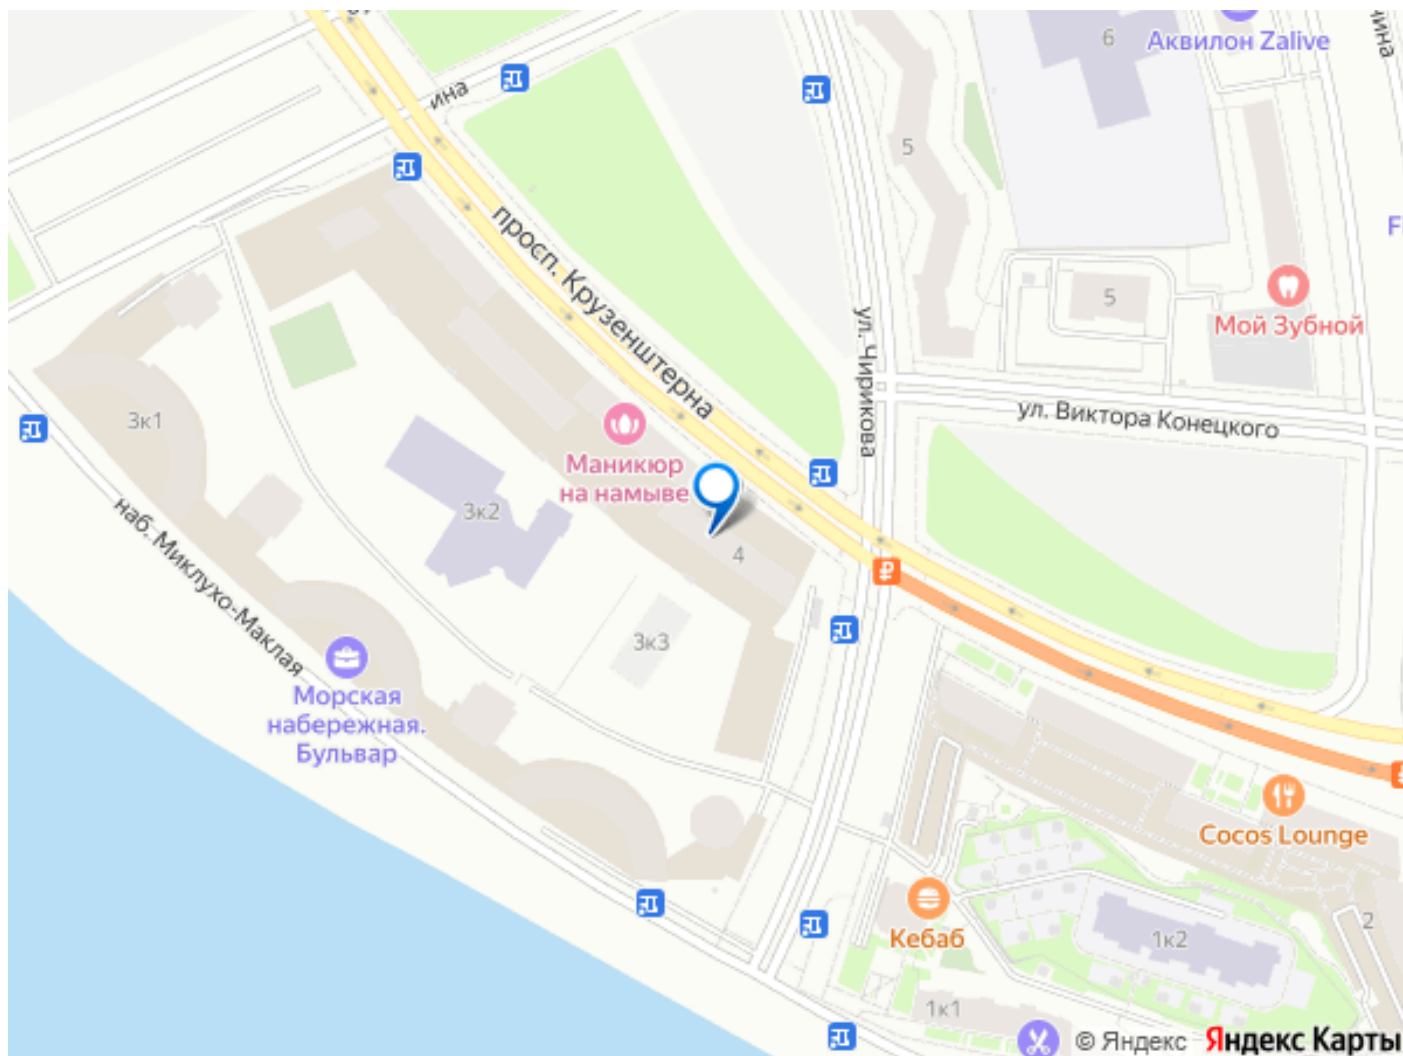 6
Аквилон Zalive
чина
ина
5
просп. Крузенштерна
5
Мой Зубной
ул. Чирикова
ул. Виктора Конецкого
3к1
Маникюр
на намыве
3к2
4
наб. Миклухо-Маклая
3к3
Морская
набережная.
Бульвар
Cocos Lounge
Кебаб
1к2
2
1к1
© Яндекс Яндекс Карты